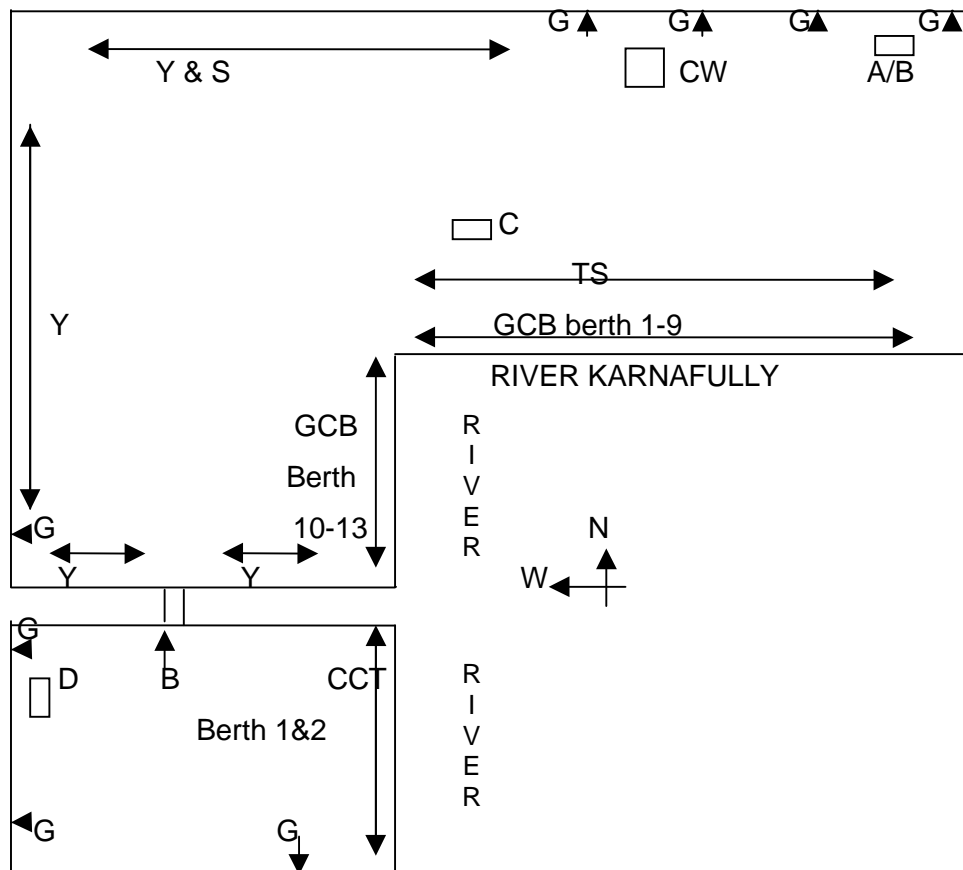 G G G G
Y & S CW A/B
C
TS
Y GCB berth 1-9
RIVER KARNAFULLY
GCB
Berth
10-13
R
I
V
E
R
G
N
Y Y W
G
D B CCT
Berth 1&2
R
I
V
E
R
G G